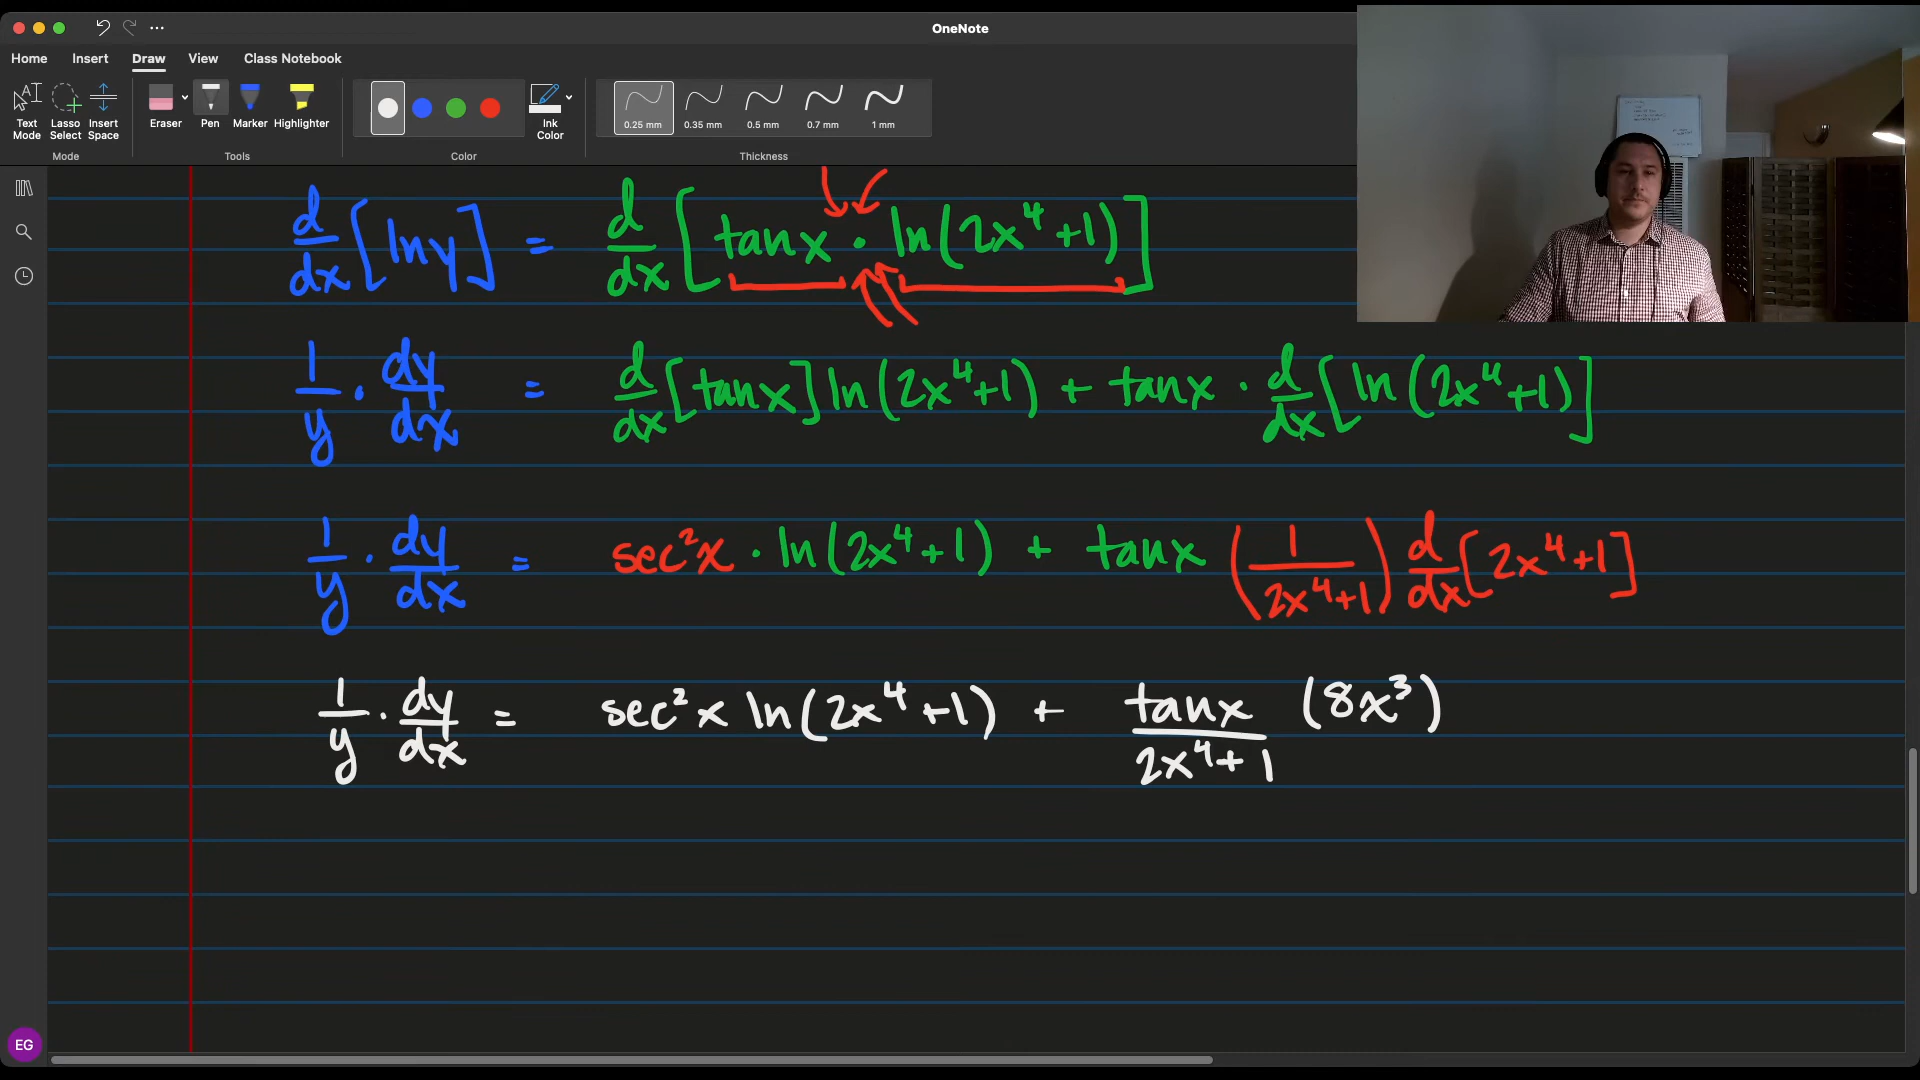 OneNote
Home Insert Draw View Class Notebook
Text Mode Lasso Select Insert Space Eraser Pen Marker Highlighter Ink Color 0.25 mm 0.35 mm 0.5 mm 0.7 mm 1 mm
Mode Tools Color Thickness
d/dx [ln y] = d/dx [tan x · ln(2x⁴+1)]
1/y · dy/dx = d/dx [tan x] ln(2x⁴+1) + tan x · d/dx [ln(2x⁴+1)]
1/y · dy/dx = sec²x · ln(2x⁴+1) + tan x (1/(2x⁴+1)) d/dx [2x⁴+1]
1/y · dy/dx = sec²x ln(2x⁴+1) + tan x/(2x⁴+1) (8x³)
EG